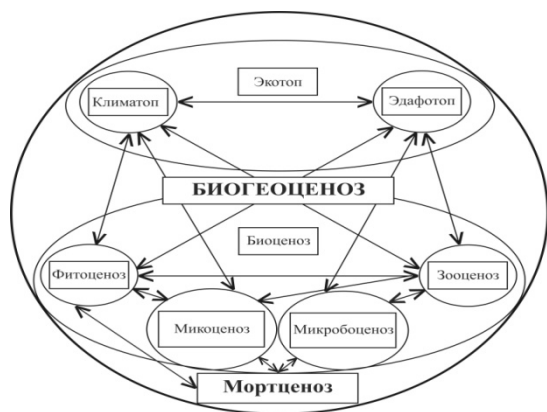 Экотоп
Климатоп
Эдафотоп
БИОГЕОЦЕНОЗ
Биоценоз
Фитоценоз
Зооценоз
Микоценоз
Микробоценоз
Мортценоз